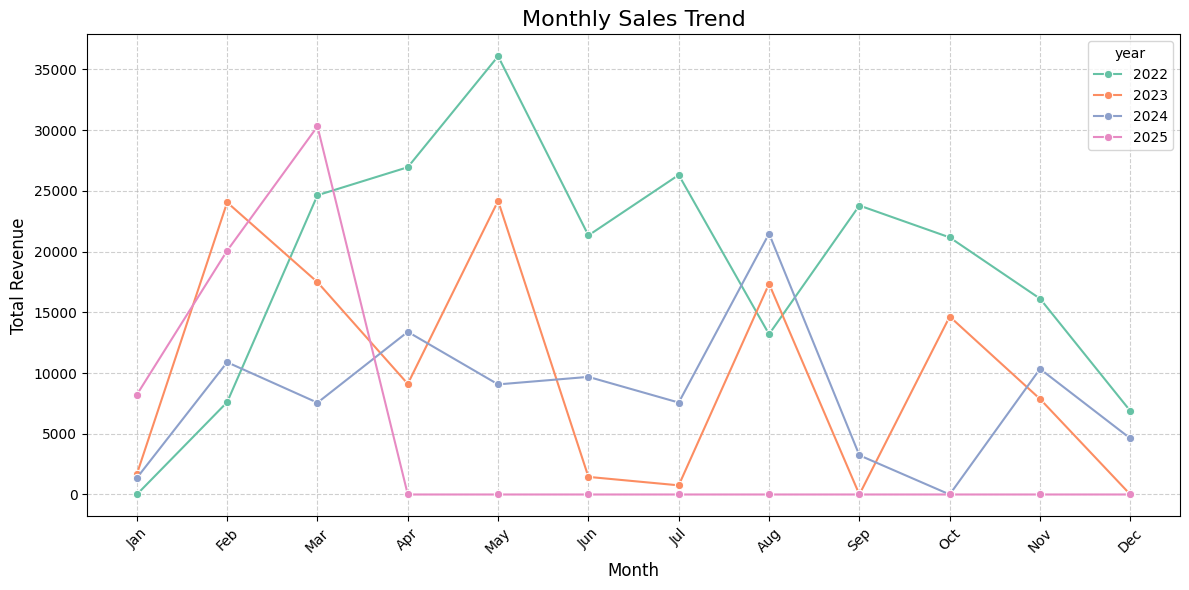 Monthly Sales Trend
year
2022
2023
2024
2025
Total Revenue
35000
30000
25000
20000
15000
10000
5000
0
Jan Feb Mar Apr May Jun Jul Aug Sep Oct Nov Dec
Month